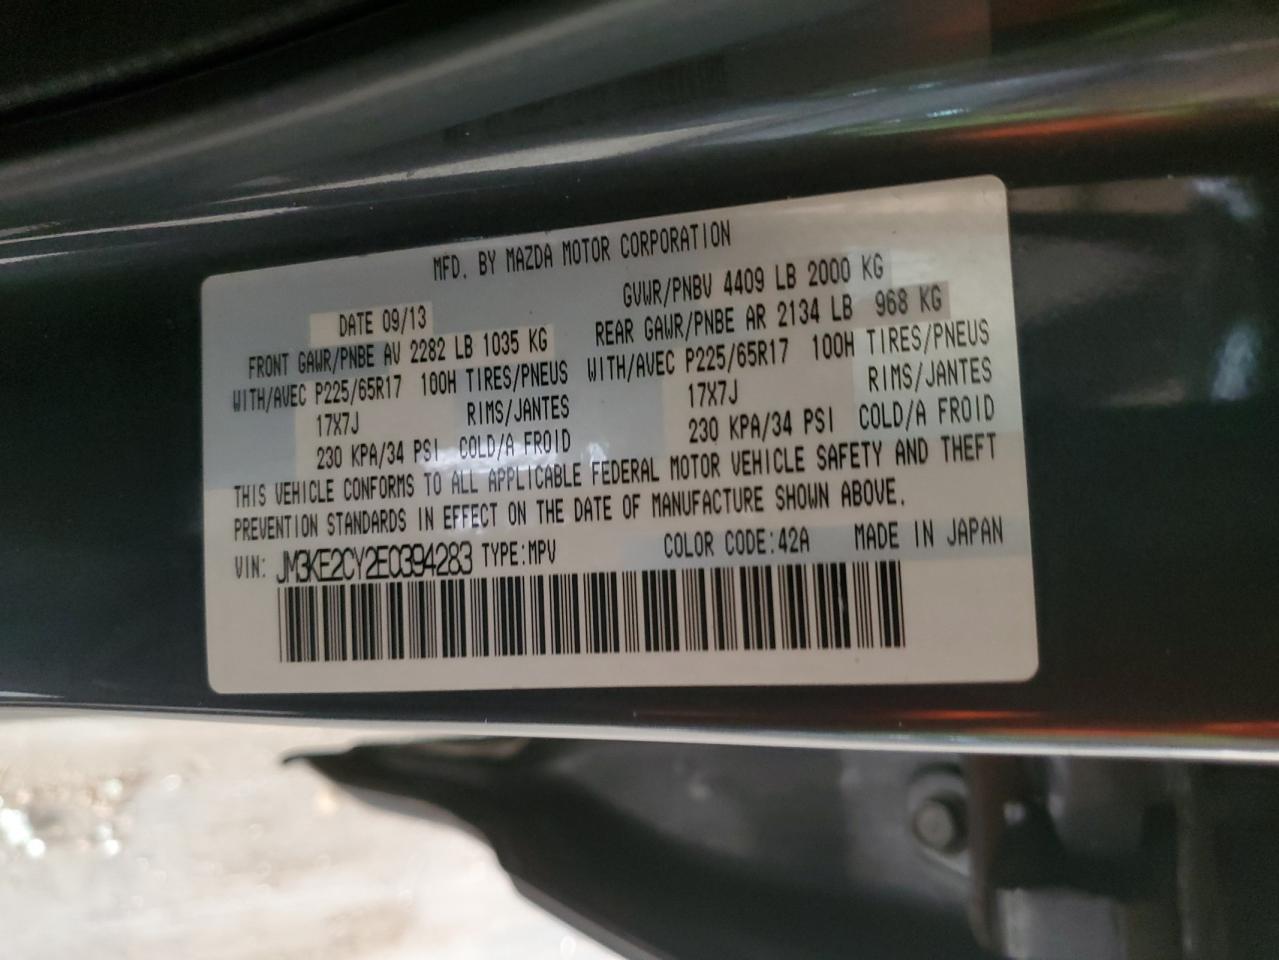 MFD. BY MAZDA MOTOR CORPORATION
DATE 09/13 GVWR/PNBV 4409 LB 2000 KG
FRONT GAWR/PNBE AV 2282 LB 1035 KG REAR GAWR/PNBE AR 2134 LB 968 KG
WITH/AVEC P225/65R17 100H TIRES/PNEUS WITH/AVEC P225/65R17 100H TIRES/PNEUS
17X7J RIMS/JANTES 17X7J RIMS/JANTES
230 KPA/34 PSI COLD/A FROID 230 KPA/34 PSI COLD/A FROID
THIS VEHICLE CONFORMS TO ALL APPLICABLE FEDERAL MOTOR VEHICLE SAFETY AND THEFT
PREVENTION STANDARDS IN EFFECT ON THE DATE OF MANUFACTURE SHOWN ABOVE.
VIN: JM3KE2CY2E0394283 TYPE:MPV COLOR CODE:42A MADE IN JAPAN